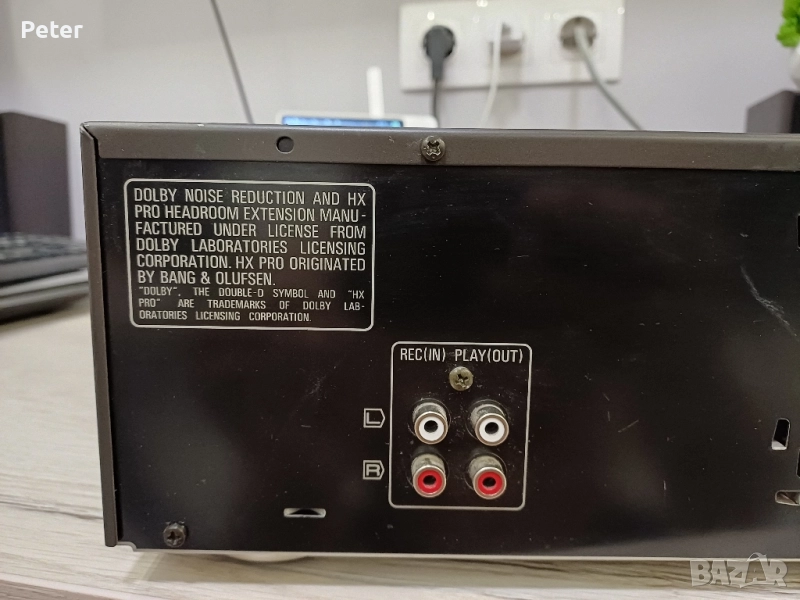 Peter
DOLBY NOISE REDUCTION AND HX
PRO HEADROOM EXTENSION MANU-
FACTURED UNDER LICENSE FROM
DOLBY LABORATORIES LICENSING
CORPORATION. HX PRO ORIGINATED
BY BANG & OLUFSEN.
"DOLBY", THE DOUBLE-D SYMBOL AND "HX
PRO" ARE TRADEMARKS OF DOLBY LAB-
ORATORIES LICENSING CORPORATION.
REC(IN) PLAY(OUT)
L
R
BAZAR